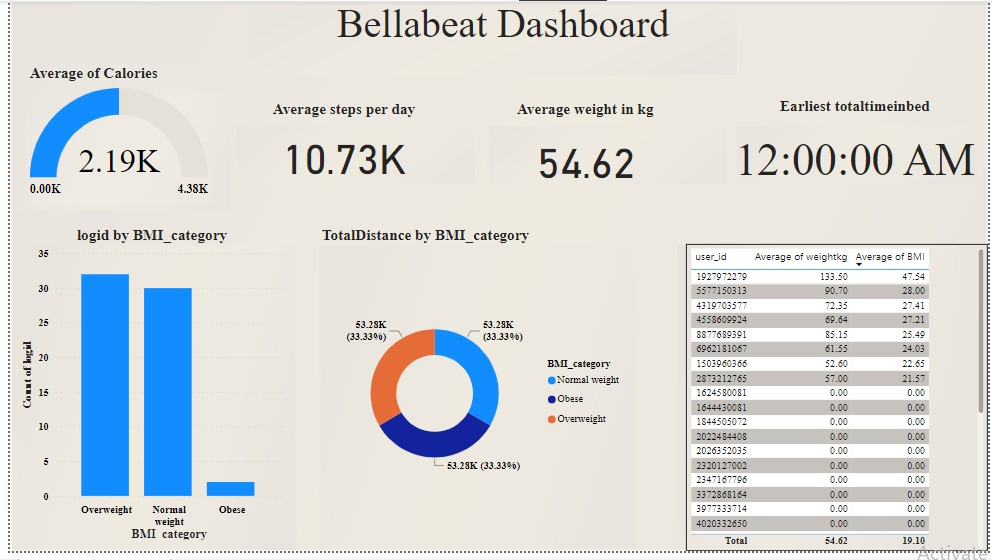 Bellabeat Dashboard
Average of Calories
2.19K
0.00K
4.38K
Average steps per day
10.73K
Average weight in kg
54.62
Earliest totaltimeinbed
12:00:00 AM
logid by BMI_category
35
30
25
20
15
10
5
0
Count of logid
Overweight
Normal
weight
Obese
BMI category
TotalDistance by BMI_category
53.28K
(33.33%)
53.28K
(33.33%)
53.28K (33.33%)
BMI_category
Normal weight
Obese
Overweight
user_id Average of weightkg Average of BMI
1927972279 133.50 47.54
5577150313 90.70 28.00
4319703577 72.35 27.41
4558609924 69.64 27.21
8877689391 85.15 25.49
6962181067 61.55 24.03
1503960366 52.60 22.65
2873212765 57.00 21.57
1624580081 0.00 0.00
1644430081 0.00 0.00
1844505072 0.00 0.00
2022484408 0.00 0.00
2026352035 0.00 0.00
2320127002 0.00 0.00
2347167796 0.00 0.00
3372868164 0.00 0.00
3977333714 0.00 0.00
4020332650 0.00 0.00
Total 54.62 19.10
Activate